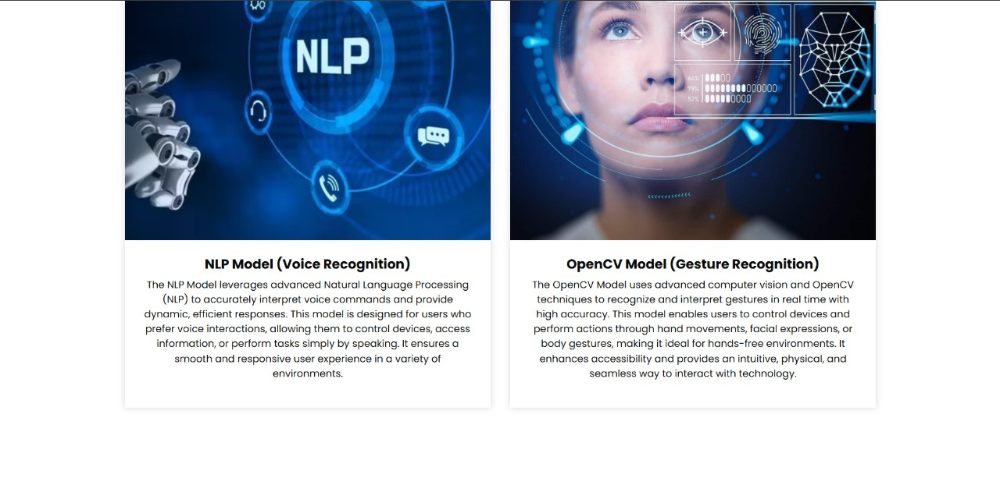 NLP
64%
79%
52%
NLP Model (Voice Recognition)
The NLP Model leverages advanced Natural Language Processing
(NLP) to accurately interpret voice commands and provide
dynamic, efficient responses. This model is designed for users who
prefer voice interactions, allowing them to control devices, access
information, or perform tasks simply by speaking. It ensures a
smooth and responsive user experience in a variety of
environments.
OpenCV Model (Gesture Recognition)
The OpenCV Model uses advanced computer vision and OpenCV
techniques to recognize and interpret gestures in real time with
high accuracy. This model enables users to control devices and
perform actions through hand movements, facial expressions, or
body gestures, making it ideal for hands-free environments. It
enhances accessibility and provides an intuitive, physical, and
seamless way to interact with technology.